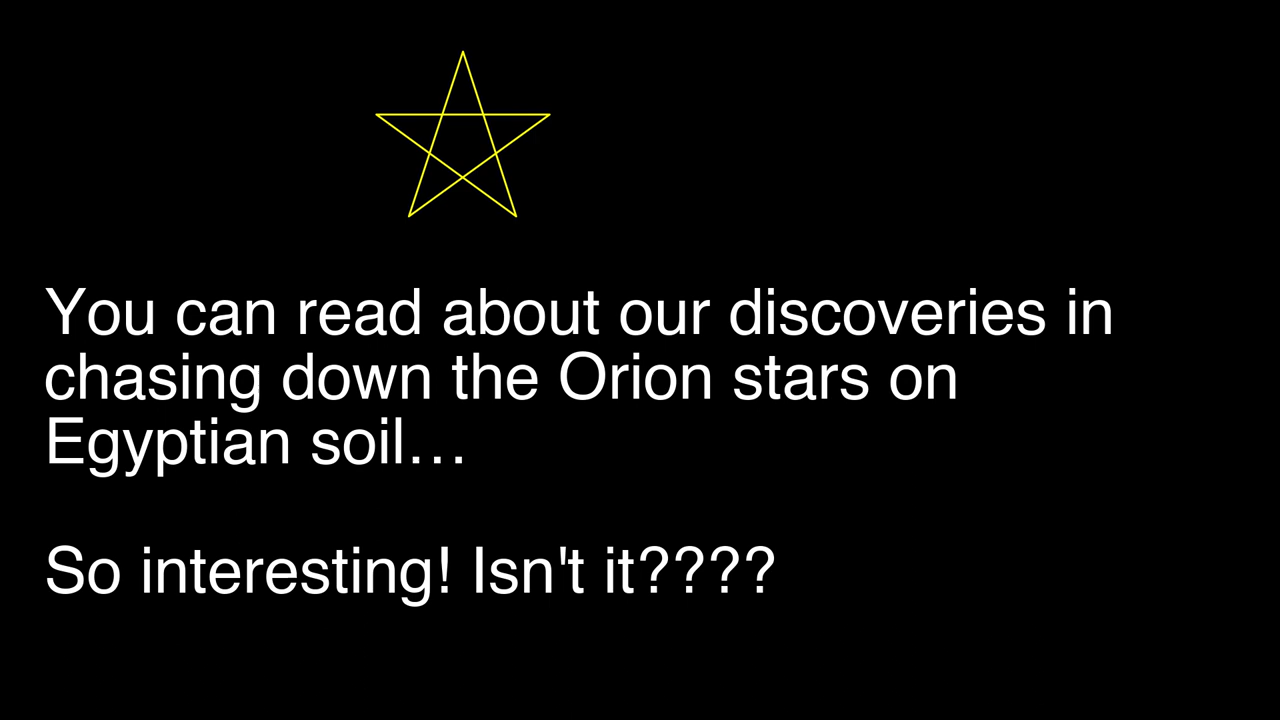 You can read about our discoveries in
chasing down the Orion stars on
Egyptian soil…
So interesting! Isn't it????